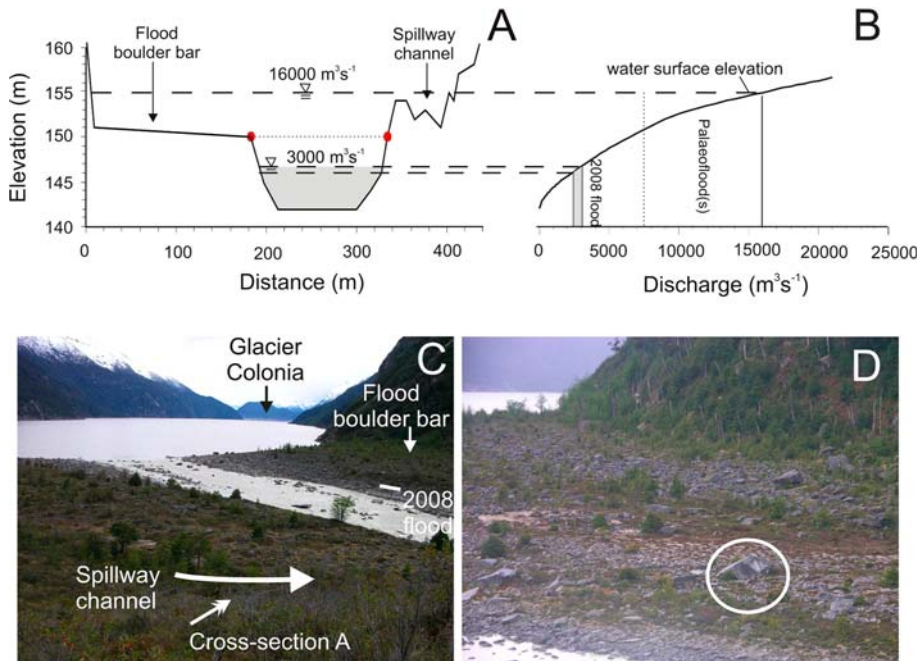 A
B
Flood
boulder bar
Spillway
channel
16000 m³s⁻¹
3000 m³s⁻¹
water surface elevation
2008 flood
Palaeoflood(s)
Elevation (m)
160
155
150
145
140
0
100
200
300
400
Distance (m)
0
5000
10000
15000
20000
25000
Discharge (m³s⁻¹)
C
Glacier
Colonia
Flood
boulder bar
2008
flood
Spillway
channel
Cross-section A
D